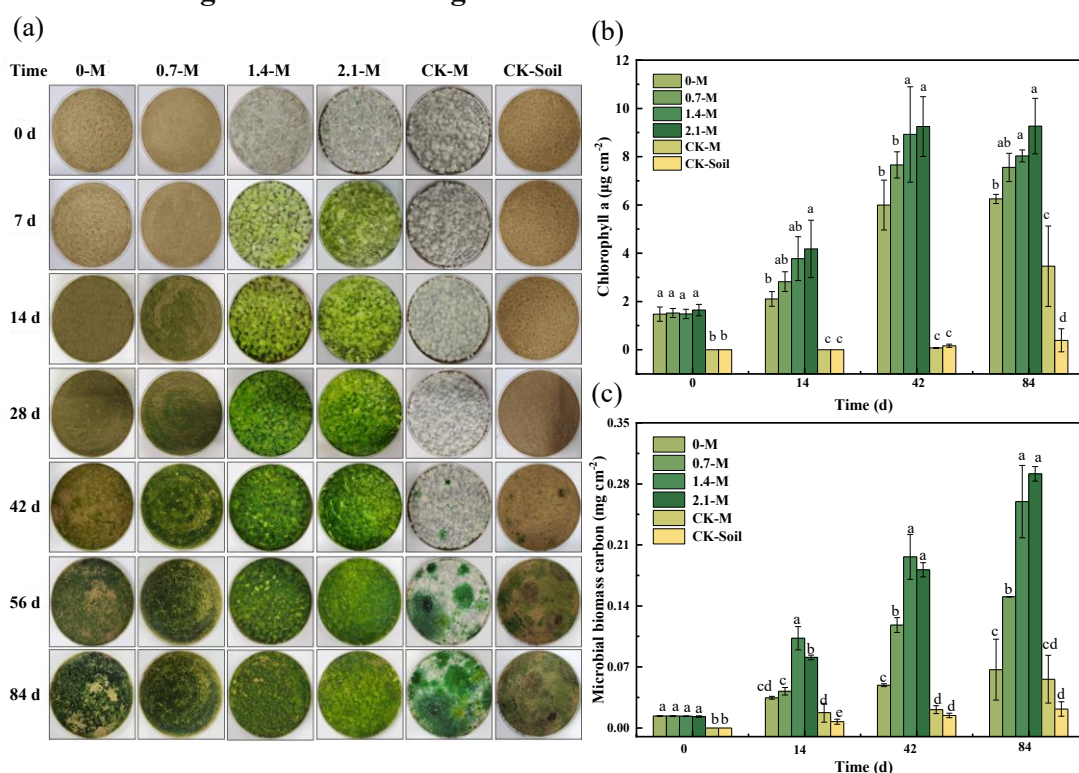 (a)
Time 0-M 0.7-M 1.4-M 2.1-M CK-M CK-Soil
0 d
7 d
14 d
28 d
42 d
56 d
84 d
(b)
Chlorophyll a (μg cm-2)
12
10
8
6
4
2
0
0-M
0.7-M
1.4-M
2.1-M
CK-M
CK-Soil
a a a a b b
b ab ab a c c
b b a a c c
b ab a a c d
0 14 42 84
Time (d)
(c)
Microbial biomass carbon (mg cm-2)
0.35
0.28
0.21
0.14
0.07
0.00
0-M
0.7-M
1.4-M
2.1-M
CK-M
CK-Soil
a a a a b b
cd c a b d e
c b a a d d
c b a a cd d
0 14 42 84
Time (d)